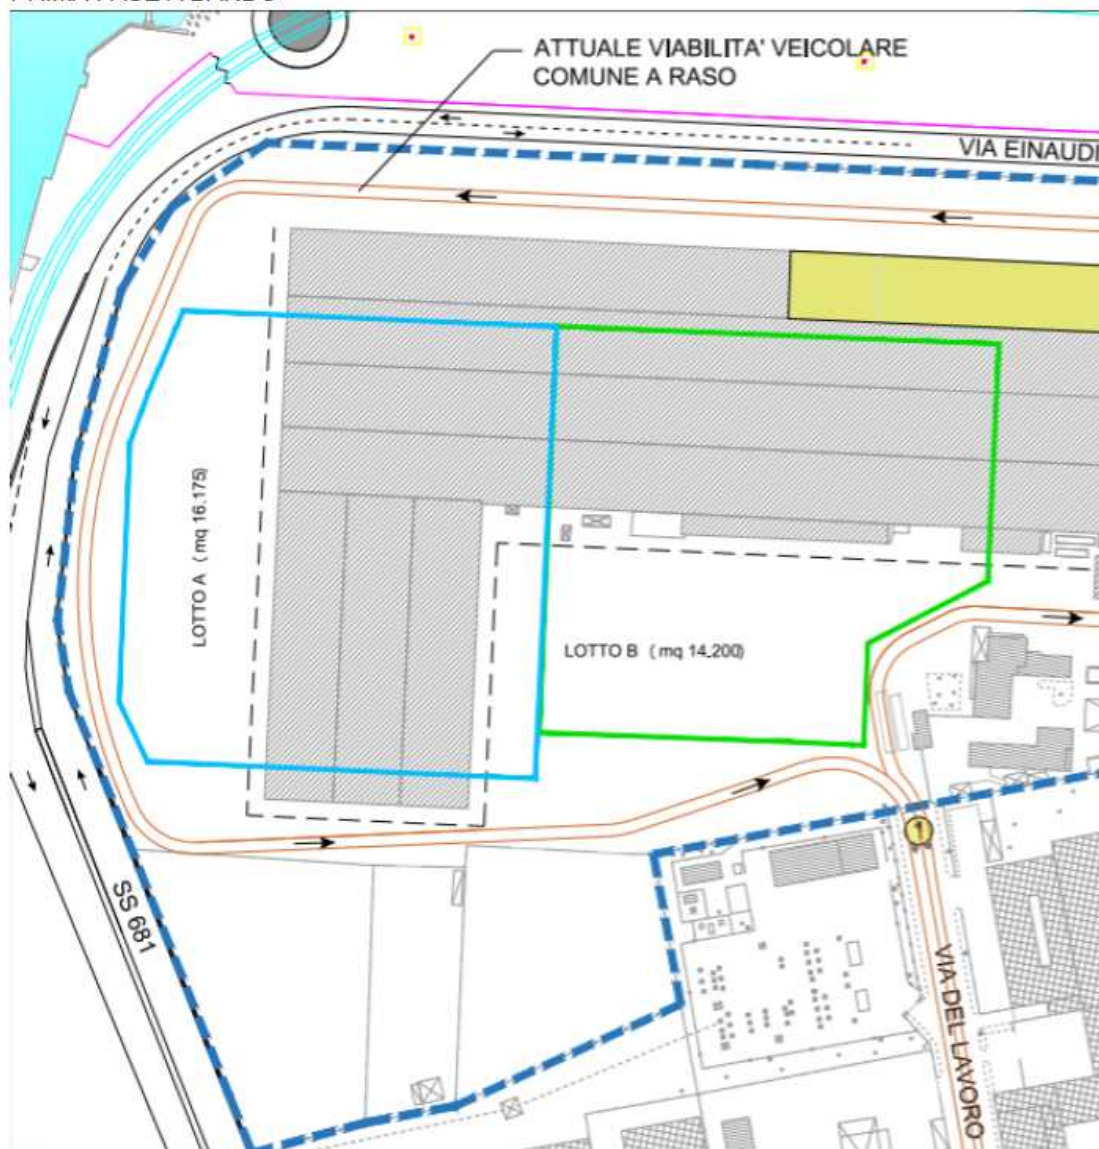 ATTUALE VIABILITA' VEICOLARE
COMUNE A RASO
VIA EINAUDI
LOTTO A ( mq 16.175)
LOTTO B ( mq 14.200)
1
SS 681
VIA DEL LAVORO